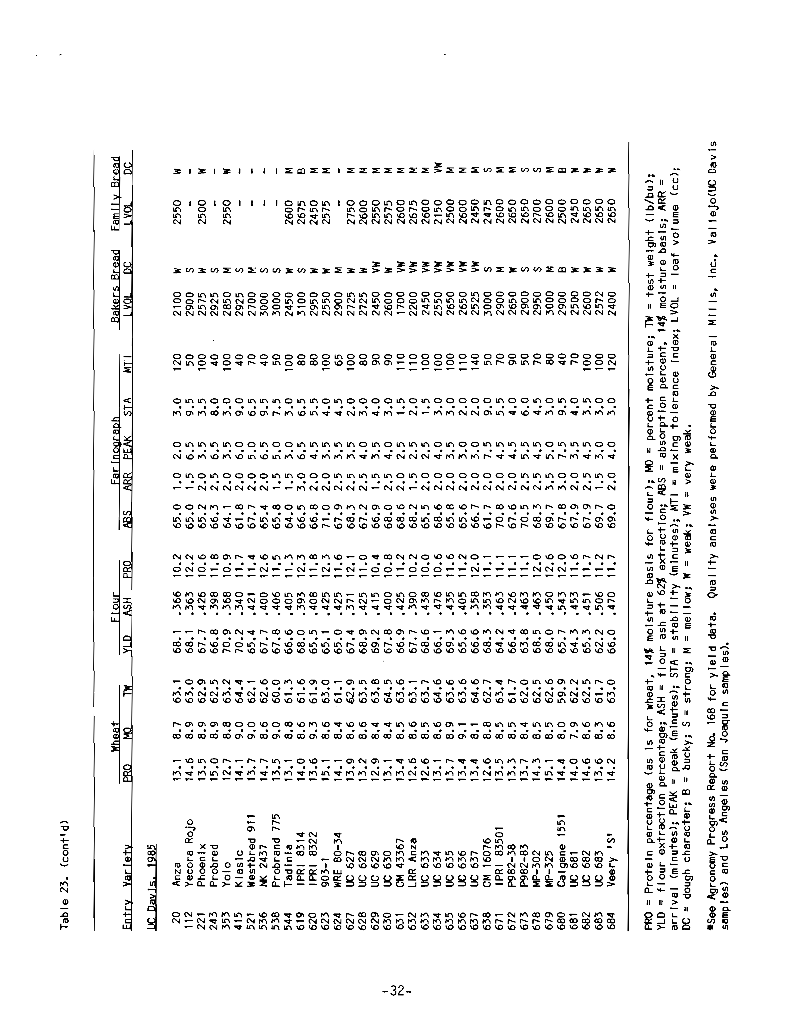 Table 23. (cont'd)
Wheat Flour Farinograph Bakers Bread Family Bread
Entry Variety PRO MO TW YLD ASH PRO ABS ARR PEAK STA MTI LVOL DC LVOL DC
UC Davis, 1985
20 Anza 13.1 8.7 63.1 68.1 .366 10.2 65.0 1.0 2.0 3.0 120 2100 W 2550 W
112 Yecora Rojo 14.6 8.9 63.0 68.1 .363 12.2 65.0 1.5 6.5 9.5 50 2900 S - -
221 Phoenix 13.5 8.9 62.9 67.7 .426 10.6 65.2 2.0 3.5 3.5 100 2575 W 2500 W
243 Probred 15.0 8.9 62.5 66.8 .398 11.8 66.3 2.5 5.5 8.0 40 2925 S - -
353 Yolo 12.7 8.8 63.2 70.9 .368 10.9 64.1 2.0 3.5 3.0 100 2850 M 2550 W
415 Klasic 14.1 9.0 64.4 70.2 .340 11.7 61.8 2.0 6.0 9.0 40 2925 S - -
521 Westbred 911 13.7 9.2 62.1 65.4 .421 11.4 67.2 2.0 6.0 6.5 70 2700 M - -
536 NK 2437 14.7 8.6 62.6 67.7 .400 12.6 65.4 2.0 6.5 9.5 40 3000 S - -
538 Probrand 775 13.5 9.0 60.0 67.8 .406 11.5 65.8 1.5 5.0 7.5 50 3000 S - -
544 Tadinia 13.1 8.8 61.3 66.6 .405 11.3 64.0 1.5 3.0 3.0 100 2450 W 2600 M
619 IPRI 8314 14.0 8.6 61.6 68.0 .393 12.3 66.5 3.0 6.5 6.5 80 3100 S 2675 B
620 IPRI 8322 13.6 9.3 61.9 65.5 .408 11.8 66.8 2.0 4.5 5.5 80 2950 M 2450 M
623 903-1 15.1 8.6 63.0 65.1 .425 12.3 71.0 2.0 3.5 4.0 100 2550 W 2575 M
624 WRE 80-34 14.1 8.4 61.1 65.0 .425 11.6 67.9 2.5 4.5 4.5 65 2900 M - -
627 UC 627 13.9 8.6 62.9 67.4 .371 12.1 68.3 2.5 3.5 2.0 100 2725 W 2750 M
628 UC 628 13.2 8.6 63.5 68.9 .425 11.0 67.2 2.5 4.5 3.0 80 2725 W 2600 M
629 UC 629 12.9 8.4 63.8 69.2 .415 10.4 66.9 1.5 3.5 4.0 90 2450 VW 2550 M
630 UC 630 13.1 8.4 64.5 67.8 .400 10.8 68.0 2.5 4.0 3.0 90 2600 W 2575 M
631 CM 43367 13.4 8.5 63.6 66.9 .425 11.2 68.6 2.0 2.5 1.5 110 1700 VW 2600 M
632 LRR Anza 12.6 8.6 63.1 67.7 .390 10.2 68.2 1.5 2.5 2.0 110 2200 VW 2675 M
633 UC 633 12.6 8.5 63.7 68.6 .438 10.0 65.5 2.0 2.5 1.5 100 2450 VW 2600 M
634 UC 634 13.1 8.6 64.6 66.1 .476 10.6 68.6 2.0 4.0 3.0 100 2550 W 2150 VW
635 UC 635 13.7 8.9 63.6 69.3 .435 11.6 65.8 2.0 3.5 3.0 100 2650 VW 2500 M
636 UC 636 13.4 9.1 63.6 65.6 .405 11.2 65.6 2.0 3.5 2.0 110 2650 VW 2600 M
637 UC 637 13.4 8.4 64.6 66.6 .358 12.0 66.7 2.0 2.5 2.5 140 2525 VW 2450 M
638 CM 16076 12.6 8.8 62.7 68.3 .353 11.1 61.7 2.0 7.5 9.0 50 3000 S 2475 S
671 IPRI 83501 13.5 8.5 63.4 64.2 .463 11.1 70.8 2.0 4.5 5.5 70 2900 M 2600 M
672 P982-38 13.3 8.5 61.7 66.4 .426 11.1 67.6 2.0 4.5 4.0 90 2650 W 2650 M
673 P982-83 13.7 8.4 62.0 63.8 .463 11.1 70.5 2.5 5.5 6.0 50 2900 S 2650 S
678 MP-302 14.3 8.5 62.5 68.5 .463 12.0 68.3 2.5 4.5 4.5 70 2950 S 2700 S
679 MP-325 15.1 8.5 62.6 68.0 .450 12.6 69.7 3.5 5.0 3.0 80 3000 M 2600 M
680 Calgene 1551 14.4 8.0 59.9 65.7 .543 12.0 67.8 3.0 7.5 9.5 40 2900 B 2500 B
681 UC 681 14.0 7.9 62.2 64.3 .453 11.4 67.9 2.0 3.5 4.0 70 2500 W 2450 M
682 UC 682 14.6 8.6 62.5 65.3 .451 11.7 67.9 2.5 4.5 3.5 100 2600 W 2650 W
683 UC 683 13.6 8.3 61.7 62.2 .506 11.2 69.7 1.5 3.5 3.0 100 2572 W 2650 W
684 Veery 'S' 14.2 8.6 63.0 66.0 .470 11.7 69.0 2.0 4.0 3.0 120 2400 W 2650 W
PRO = Protein percentage (as is for wheat, 14% moisture basis for flour); MO = percent moisture; TW = test weight (lb/bu);
YLD = flour extraction percentage; ASH = flour ash at 62% extraction; ABS = absorption percent, 14% moisture basis; ARR =
arrival (minutes); PEAK = peak (minutes); STA = stability (minutes); MTI = mixing tolerance index; LVOL = loaf volume (cc);
DC = dough character; B = bucky; S = strong; M = mellow; W = weak; VW = very weak.
*See Agronomy Progress Report No. 168 for yield data. Quality analyses were performed by General Mills, Inc., Vallejo(UC Davis
samples) and Los Angeles (San Joaquin samples).
-32-